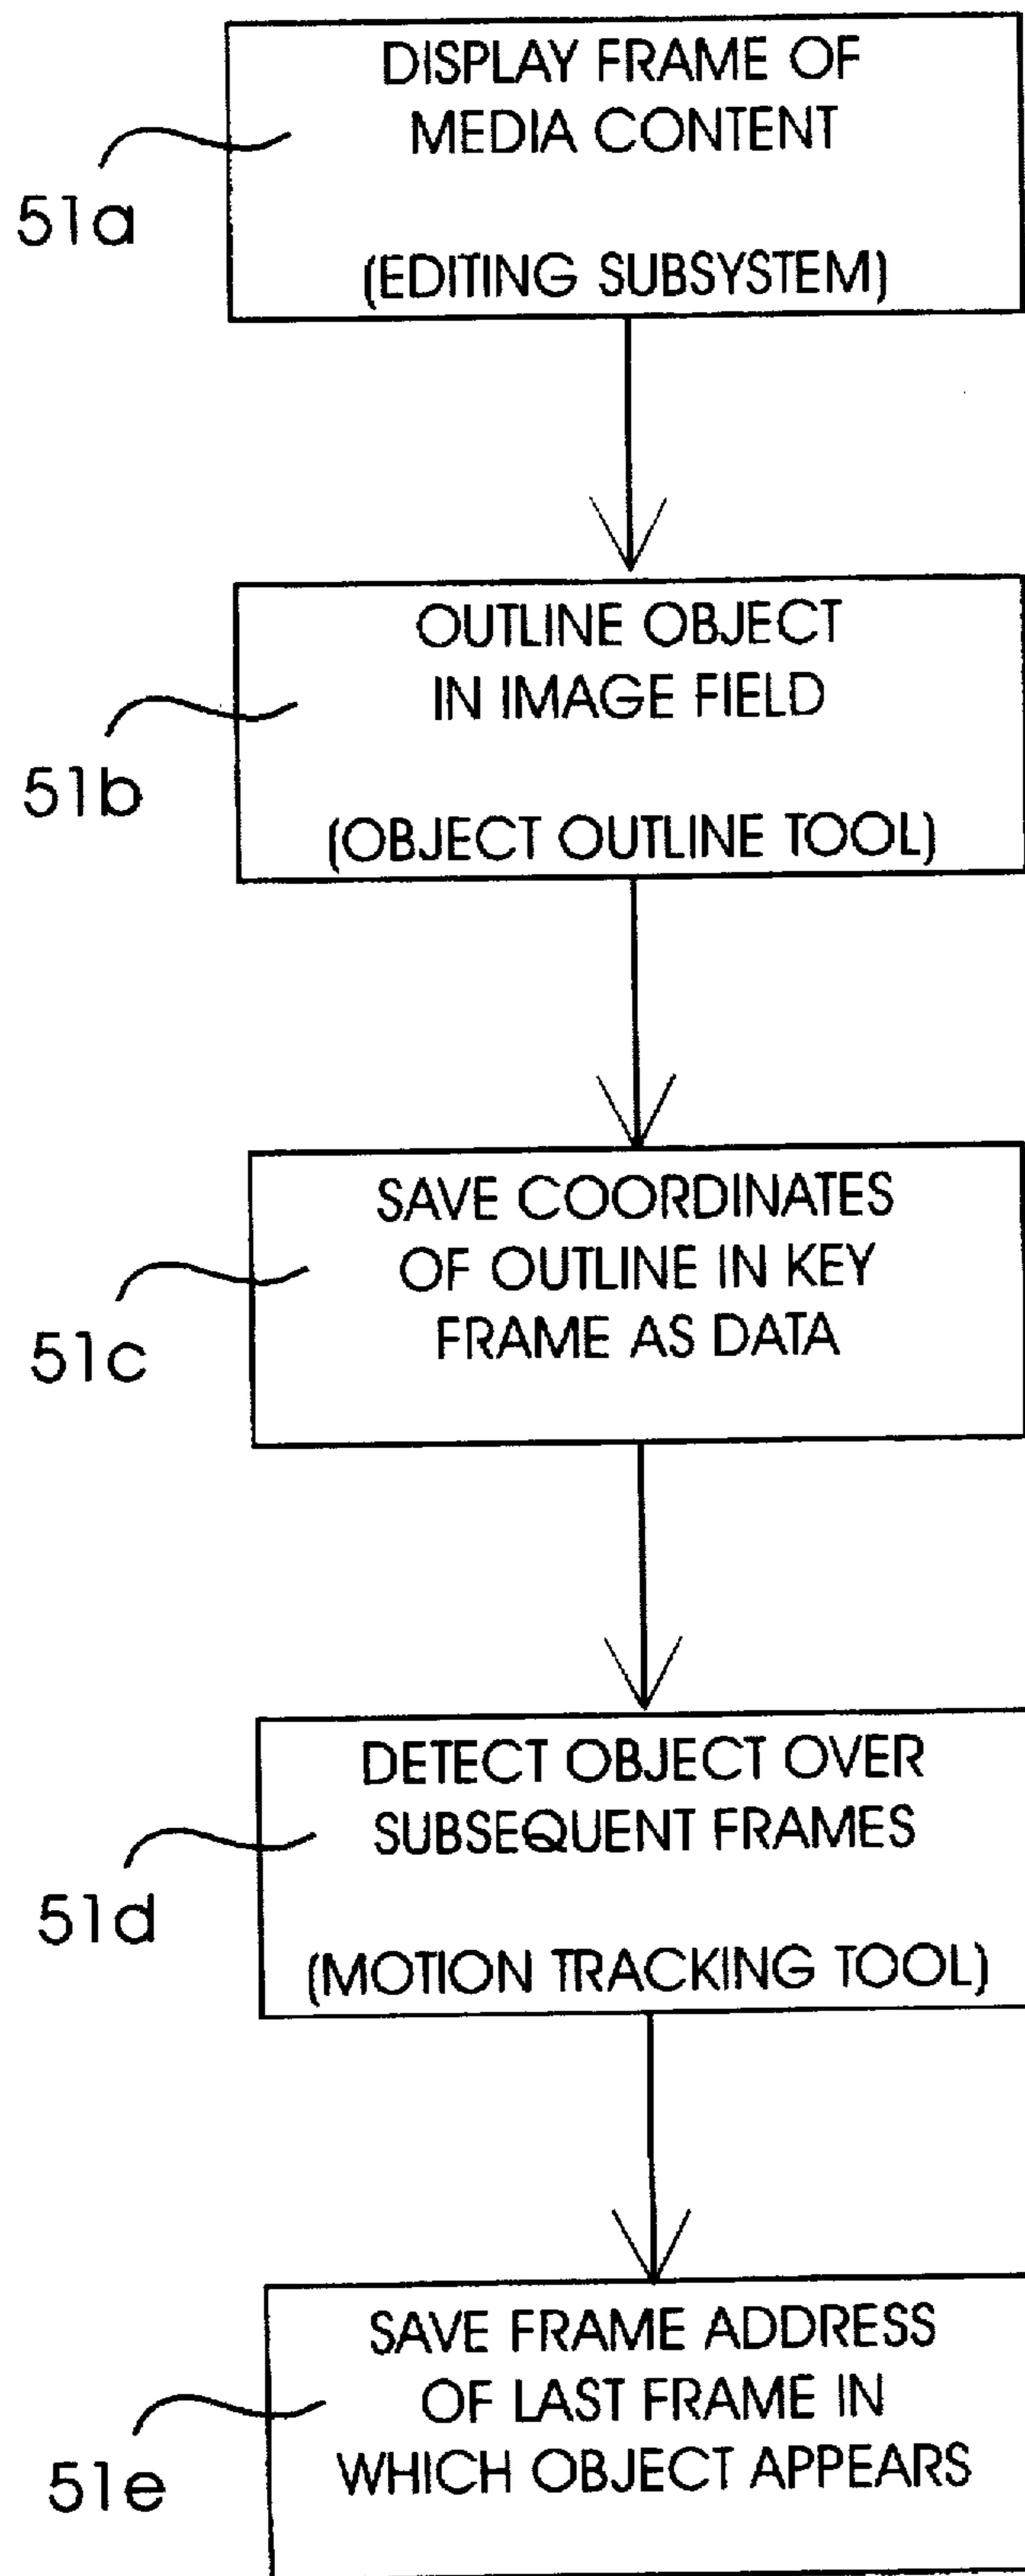 DISPLAY FRAME OF
MEDIA CONTENT
(EDITING SUBSYSTEM)
51a
OUTLINE OBJECT
IN IMAGE FIELD
(OBJECT OUTLINE TOOL)
51b
SAVE COORDINATES
OF OUTLINE IN KEY
FRAME AS DATA
51c
DETECT OBJECT OVER
SUBSEQUENT FRAMES
(MOTION TRACKING TOOL)
51d
SAVE FRAME ADDRESS
OF LAST FRAME IN
WHICH OBJECT APPEARS
51e